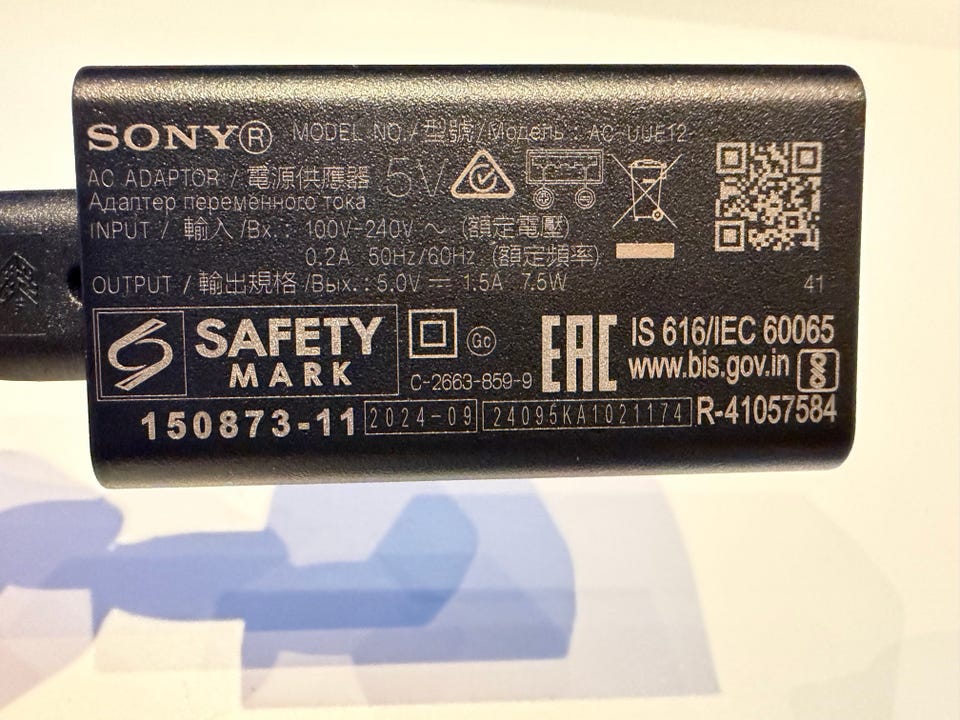 SONY® MODEL NO./型號/Модель : AC-UUE12
AC ADAPTOR / 電源供應器 5V
Адаптер переменного тока
INPUT / 輸入 /Вх.: 100V-240V ~ (額定電壓)
0.2A 50Hz/60Hz (額定頻率)
OUTPUT / 輸出規格 /Вых.: 5.0V ⎓ 1.5A 7.5W
41
SAFETY
MARK
Go
C-2663-859-9
EAC
IS 616/IEC 60065
www.bis.gov.in
150873-11 2024-09 24095KA1021174 R-41057584